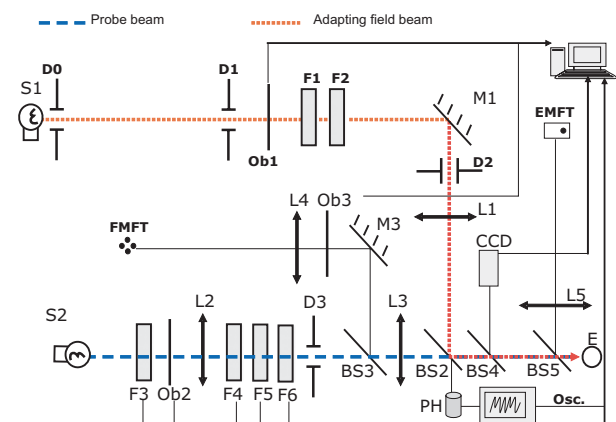 Probe beam
Adapting field beam
S1
D0
D1
F1
F2
M1
EMFT
Ob1
D2
L4
Ob3
L1
FMFT
M3
CCD
L5
S2
L2
D3
L3
E
BS3
BS2
BS4
BS5
F3
Ob2
F4
F5
F6
PH
Osc.